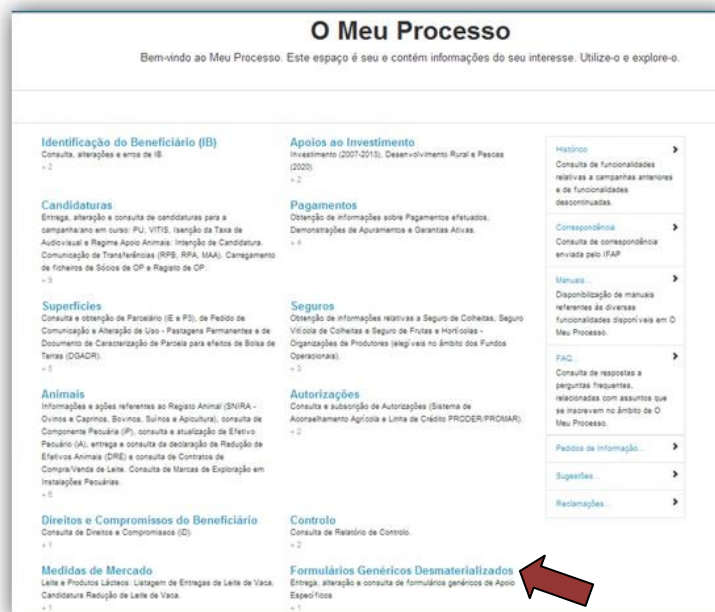 O Meu Processo
Bem-vindo ao Meu Processo. Este espaço é seu e contém informações do seu interesse. Utilize-o e explore-o.
Identificação do Beneficiário (IB)
Consulta, alterações e erros de IB.
+ 2
Candidaturas
Entrega, alteração e consulta de candidaturas para a
campanha/ano em curso: PU, VITIS, Isenção da Taxa de
Audiovisual e Regime Apoio Animais: Intenção de Candidatura.
Comunicação de Transferências (RPB, RPA, MAA). Carregamento
de ficheiros de Sócios de OP e Registo de OP.
+ 9
Superfícies
Consulta e obtenção de Parcelário (IE e P3), de Pedido de
Comunicação e Alteração de Uso - Pastagens Permanentes e de
Documento de Caracterização de Parcela para efeitos de Bolsa de
Terras (DGADR).
+ 5
Animais
Informações e ações referentes ao Registo Animal (SNIRA -
Ovinos e Caprinos, Bovinos, Suínos e Apicultura), consulta de
Componente Pecuária (IP), consulta e atualização de Efetivo
Pecuário (IA), entrega e consulta da declaração de Redução de
Efetivos Animais (DRE) e consulta de Contratos de
Compra/Venda de Leite. Consulta de Marcas de Exploração em
Instalações Pecuárias.
+ 6
Direitos e Compromissos do Beneficiário
Consulta de Direitos e Compromissos (ID).
+ 1
Medidas de Mercado
Leite e Produtos Lácteos: Listagem de Entregas de Leite de Vaca,
Candidatura Redução de Leite de Vaca.
+ 1
Apoios ao Investimento
Investimento (2007-2013), Desenvolvimento Rural e Pescas
(2020)
+ 2
Pagamentos
Obtenção de informações sobre Pagamentos efetuados,
Demonstrações de Apuramentos e Garantias Ativas.
+ 4
Seguros
Obtenção de informações relativas a Seguro de Colheitas, Seguro
Vitícola de Colheitas e Seguro de Frutas e Hortícolas -
Organizações de Produtores (elegíveis no âmbito dos Fundos
Operacionais).
+ 3
Autorizações
Consulta e subscrição de Autorizações (Sistema de
Aconselhamento Agrícola e Linha de Crédito PRODER/PROMAR).
+ 2
Controlo
Consulta de Relatório de Controlo.
+ 2
Formulários Genéricos Desmaterializados
Entrega, alteração e consulta de formulários genéricos de Apoio
Específicos
+ 1
Histórico
Consulta de funcionalidades
relativas a campanhas anteriores
e de funcionalidades
descontinuadas.
Correspondência
Consulta de correspondência
enviada pelo IFAP
Manuais...
Disponibilização de manuais
referentes às diversas
funcionalidades disponíveis em O
Meu Processo.
FAQ...
Consulta de respostas a
perguntas frequentes,
relacionadas com assuntos que
se inscrevem no âmbito de O
Meu Processo.
Pedidos de Informação...
Sugestões...
Reclamações...